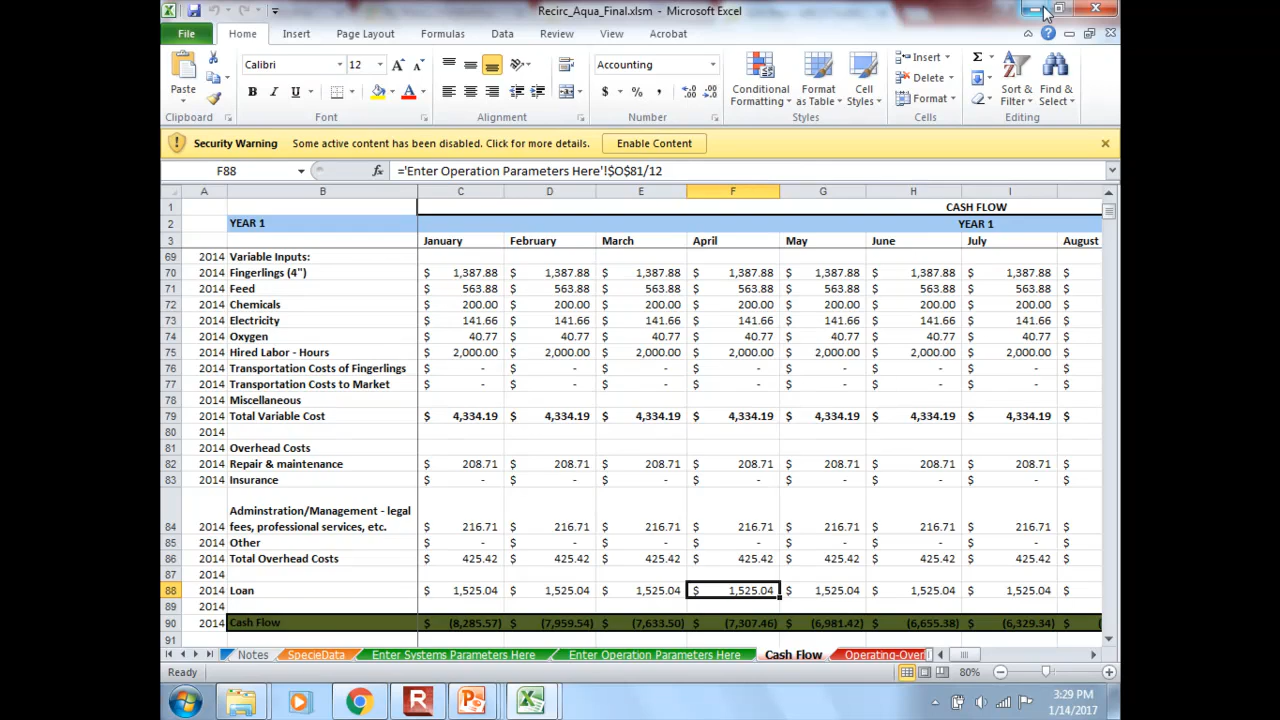 Recirc_Aqua_Final.xlsm - Microsoft Excel
File Home Insert Page Layout Formulas Data Review View Acrobat
Calibri 12 Accounting
Paste
Conditional Formatting Format as Table Cell Styles
Insert
Delete
Format
Sort & Filter Find & Select
Clipboard Font Alignment Number Styles Cells Editing
Security Warning Some active content has been disabled. Click for more details. Enable Content
F88 fx ='Enter Operation Parameters Here'!$O$81/12
A B C D E F G H I
1 CASH FLOW
2 YEAR 1 YEAR 1
3 January February March April May June July August
69 2014 Variable Inputs:
70 2014 Fingerlings (4") $ 1,387.88 $ 1,387.88 $ 1,387.88 $ 1,387.88 $ 1,387.88 $ 1,387.88 $ 1,387.88 $
71 2014 Feed $ 563.88 $ 563.88 $ 563.88 $ 563.88 $ 563.88 $ 563.88 $ 563.88 $
72 2014 Chemicals $ 200.00 $ 200.00 $ 200.00 $ 200.00 $ 200.00 $ 200.00 $ 200.00 $
73 2014 Electricity $ 141.66 $ 141.66 $ 141.66 $ 141.66 $ 141.66 $ 141.66 $ 141.66 $
74 2014 Oxygen $ 40.77 $ 40.77 $ 40.77 $ 40.77 $ 40.77 $ 40.77 $ 40.77 $
75 2014 Hired Labor - Hours $ 2,000.00 $ 2,000.00 $ 2,000.00 $ 2,000.00 $ 2,000.00 $ 2,000.00 $ 2,000.00 $
76 2014 Transportation Costs of Fingerlings $ - $ - $ - $ - $ - $ - $ - $
77 2014 Transportation Costs to Market $ - $ - $ - $ - $ - $ - $ - $
78 2014 Miscellaneous
79 2014 Total Variable Cost $ 4,334.19 $ 4,334.19 $ 4,334.19 $ 4,334.19 $ 4,334.19 $ 4,334.19 $ 4,334.19 $
80 2014
81 2014 Overhead Costs
82 2014 Repair & maintenance $ 208.71 $ 208.71 $ 208.71 $ 208.71 $ 208.71 $ 208.71 $ 208.71 $
83 2014 Insurance $ - $ - $ - $ - $ - $ - $ - $
Adminstration/Management - legal
84 2014 fees, professional services, etc. $ 216.71 $ 216.71 $ 216.71 $ 216.71 $ 216.71 $ 216.71 $ 216.71 $
85 2014 Other $ - $ - $ - $ - $ - $ - $ - $
86 2014 Total Overhead Costs $ 425.42 $ 425.42 $ 425.42 $ 425.42 $ 425.42 $ 425.42 $ 425.42 $
87 2014
88 2014 Loan $ 1,525.04 $ 1,525.04 $ 1,525.04 $ 1,525.04 $ 1,525.04 $ 1,525.04 $ 1,525.04 $
89 2014
90 2014 Cash Flow $ (8,285.57) $ (7,959.54) $ (7,633.50) $ (7,307.46) $ (6,981.42) $ (6,655.38) $ (6,329.34) $ (
91
Notes SpecieData Enter Systems Parameters Here Enter Operation Parameters Here Cash Flow Operating-Over
Ready 80%
3:29 PM
1/14/2017